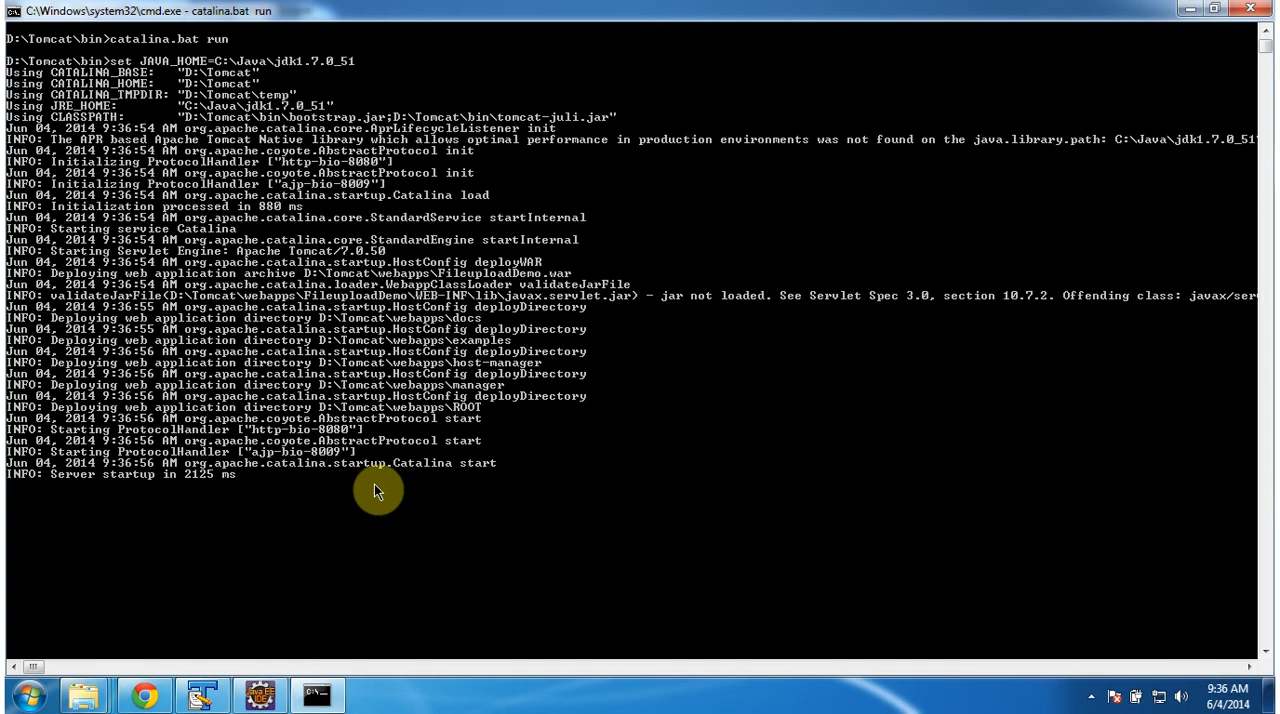 C:\Windows\system32\cmd.exe - catalina.bat run
D:\Tomcat\bin>catalina.bat run
D:\Tomcat\bin>set JAVA_HOME=C:\Java\jdk1.7.0_51
Using CATALINA_BASE: "D:\Tomcat"
Using CATALINA_HOME: "D:\Tomcat"
Using CATALINA_TMPDIR: "D:\Tomcat\temp"
Using JRE_HOME: "C:\Java\jdk1.7.0_51"
Using CLASSPATH: "D:\Tomcat\bin\bootstrap.jar;D:\Tomcat\bin\tomcat-juli.jar"
Jun 04, 2014 9:36:54 AM org.apache.catalina.core.AprLifecycleListener init
INFO: The APR based Apache Tomcat Native library which allows optimal performance in production environments was not found on the java.library.path: C:\Java\jdk1.7.0_51
Jun 04, 2014 9:36:54 AM org.apache.coyote.AbstractProtocol init
INFO: Initializing ProtocolHandler ["http-bio-8080"]
Jun 04, 2014 9:36:54 AM org.apache.coyote.AbstractProtocol init
INFO: Initializing ProtocolHandler ["ajp-bio-8009"]
Jun 04, 2014 9:36:54 AM org.apache.catalina.startup.Catalina load
INFO: Initialization processed in 880 ms
Jun 04, 2014 9:36:54 AM org.apache.catalina.core.StandardService startInternal
INFO: Starting service Catalina
Jun 04, 2014 9:36:54 AM org.apache.catalina.core.StandardEngine startInternal
INFO: Starting Servlet Engine: Apache Tomcat/7.0.50
Jun 04, 2014 9:36:54 AM org.apache.catalina.startup.HostConfig deployWAR
INFO: Deploying web application archive D:\Tomcat\webapps\FileuploadDemo.war
Jun 04, 2014 9:36:54 AM org.apache.catalina.loader.WebappClassLoader validateJarFile
INFO: validateJarFile(D:\Tomcat\webapps\FileuploadDemo\WEB-INF\lib\javax.servlet.jar) - jar not loaded. See Servlet Spec 3.0, section 10.7.2. Offending class: javax/ser
Jun 04, 2014 9:36:55 AM org.apache.catalina.startup.HostConfig deployDirectory
INFO: Deploying web application directory D:\Tomcat\webapps\docs
Jun 04, 2014 9:36:55 AM org.apache.catalina.startup.HostConfig deployDirectory
INFO: Deploying web application directory D:\Tomcat\webapps\examples
Jun 04, 2014 9:36:56 AM org.apache.catalina.startup.HostConfig deployDirectory
INFO: Deploying web application directory D:\Tomcat\webapps\host-manager
Jun 04, 2014 9:36:56 AM org.apache.catalina.startup.HostConfig deployDirectory
INFO: Deploying web application directory D:\Tomcat\webapps\manager
Jun 04, 2014 9:36:56 AM org.apache.catalina.startup.HostConfig deployDirectory
INFO: Deploying web application directory D:\Tomcat\webapps\ROOT
Jun 04, 2014 9:36:56 AM org.apache.coyote.AbstractProtocol start
INFO: Starting ProtocolHandler ["http-bio-8080"]
Jun 04, 2014 9:36:56 AM org.apache.coyote.AbstractProtocol start
INFO: Starting ProtocolHandler ["ajp-bio-8009"]
Jun 04, 2014 9:36:56 AM org.apache.catalina.startup.Catalina start
INFO: Server startup in 2125 ms
Java EE
IDE
9:36 AM
6/4/2014